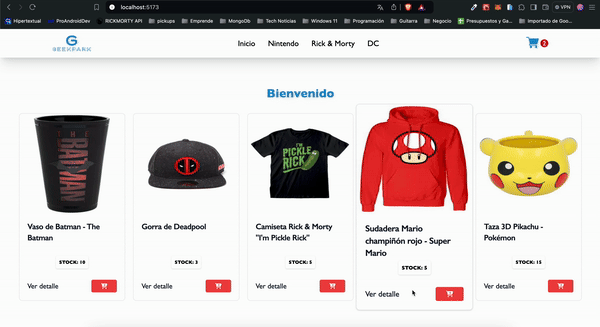 localhost:5173
VPN
Hipertextual
ProAndroidDev
RICKMORTY API
pickups
Emprende
MongoDb
Tech Noticias
Windows 11
Programación
Guitarra
Negocio
Presupuestos y Ga...
Importado de Goo...
G
GEEKPARK
Inicio
Nintendo
Rick & Morty
DC
2
Bienvenido
BATMAN
I'M
PICKLE
RICK
Vaso de Batman - The
Batman
STOCK: 10
Ver detalle
Gorra de Deadpool
STOCK: 3
Ver detalle
Camiseta Rick & Morty
"I'm Pickle Rick"
STOCK: 5
Ver detalle
Sudadera Mario
champiñón rojo - Super
Mario
STOCK: 5
Ver detalle
Taza 3D Pikachu -
Pokémon
STOCK: 15
Ver detalle